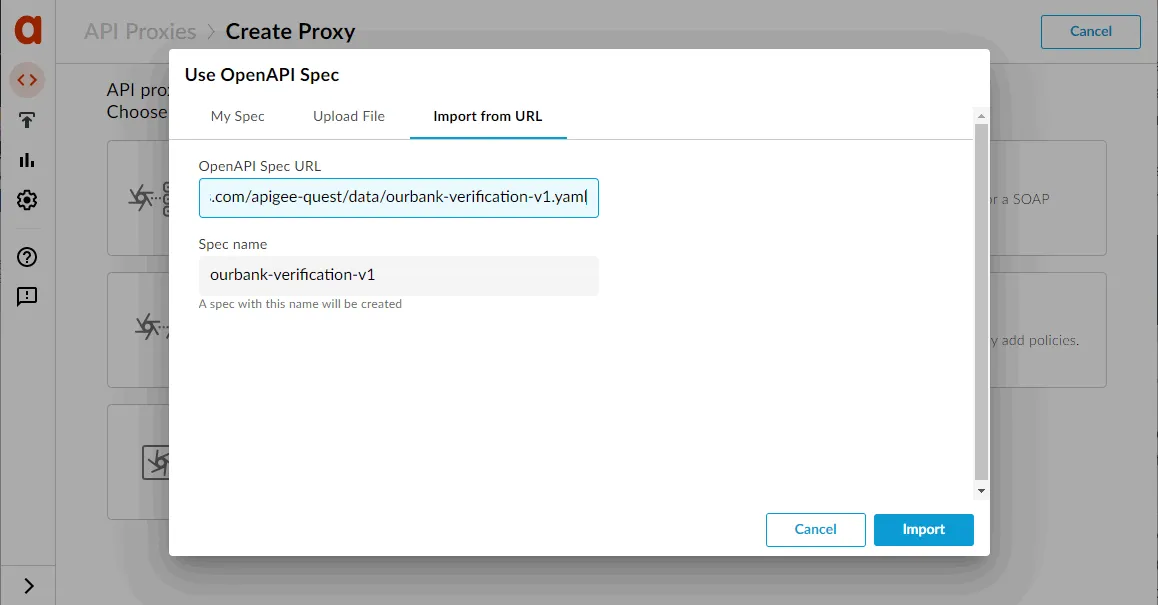 API Proxies > Create Proxy
Cancel
API
Choose
Use OpenAPI Spec
My Spec
Upload File
Import from URL
OpenAPI Spec URL
.com/apigee-quest/data/ourbank-verification-v1.yaml
Spec name
ourbank-verification-v1
A spec with this name will be created
a SOAP
add policies.
Cancel
Import